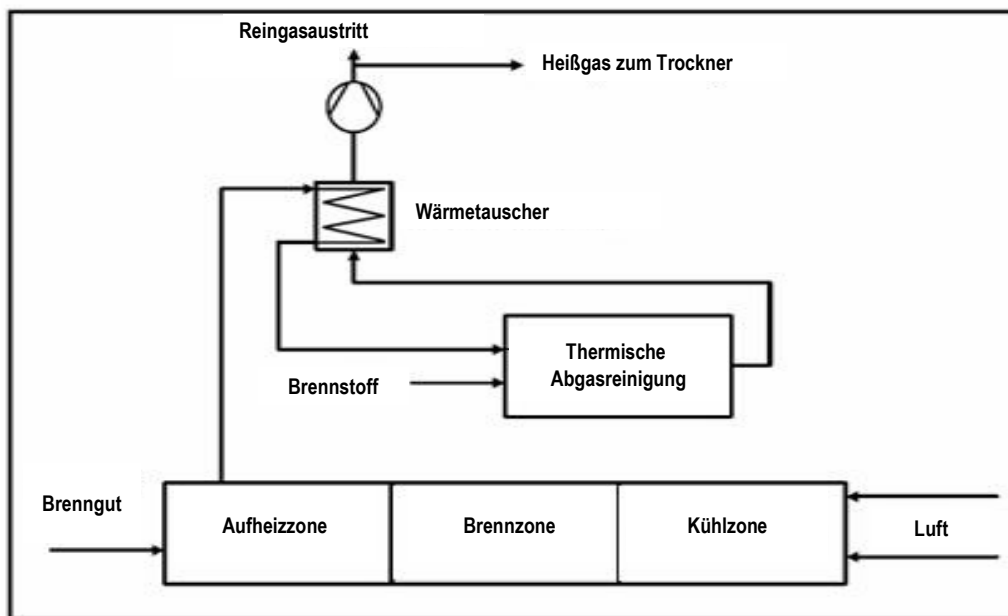 Reingasaustritt
Heißgas zum Trockner
Wärmetauscher
Thermische
Abgasreinigung
Brennstoff
Brenngut
Aufheizzone
Brennzone
Kühlzone
Luft